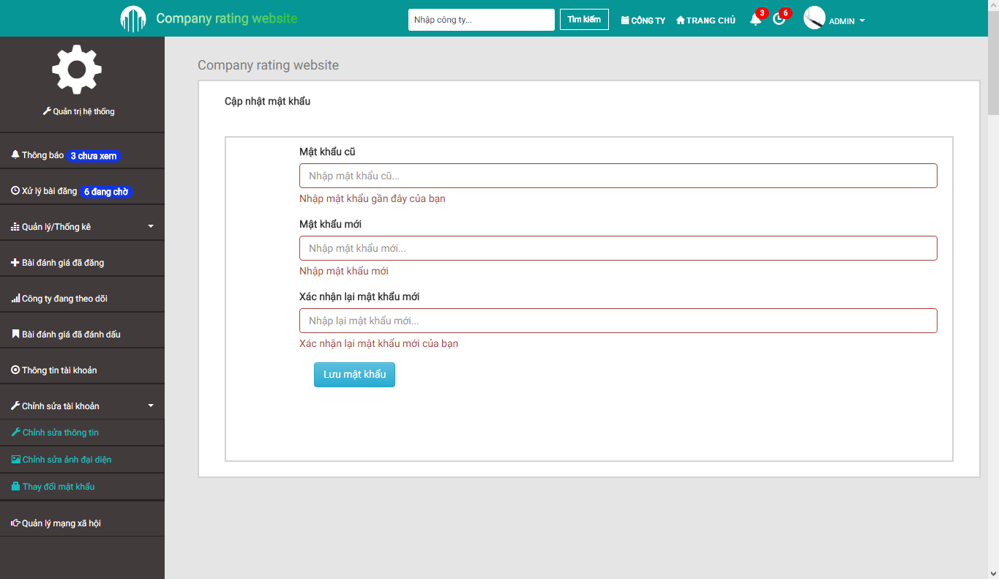 Company rating website
Nhập công ty...
Tìm kiếm
CÔNG TY
TRANG CHỦ
3
6
ADMIN
Quản trị hệ thống
Thông báo 3 chưa xem
Xử lý bài đăng 6 đang chờ
Quản lý/Thống kê
Bài đánh giá đã đăng
Công ty đang theo dõi
Bài đánh giá đã đánh dấu
Thông tin tài khoản
Chỉnh sửa tài khoản
Chỉnh sửa thông tin
Chỉnh sửa ảnh đại diện
Thay đổi mật khẩu
Quản lý mạng xã hội
Company rating website
Cập nhật mật khẩu
Mật khẩu cũ
Nhập mật khẩu cũ...
Nhập mật khẩu gần đây của bạn
Mật khẩu mới
Nhập mật khẩu mới...
Nhập mật khẩu mới
Xác nhận lại mật khẩu mới
Nhập lại mật khẩu mới...
Xác nhận lại mật khẩu mới của bạn
Lưu mật khẩu